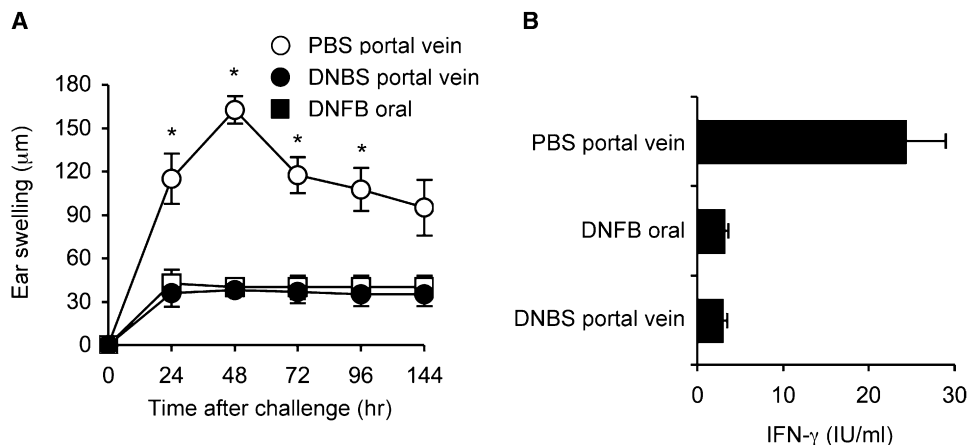 A
PBS portal vein
DNBS portal vein
DNFB oral
180
150
120
90
60
30
0
Ear swelling (μm)
*
*
*
*
0 24 48 72 96 144
Time after challenge (hr)
B
PBS portal vein
DNFB oral
DNBS portal vein
0 10 20 30
IFN-γ (IU/ml)